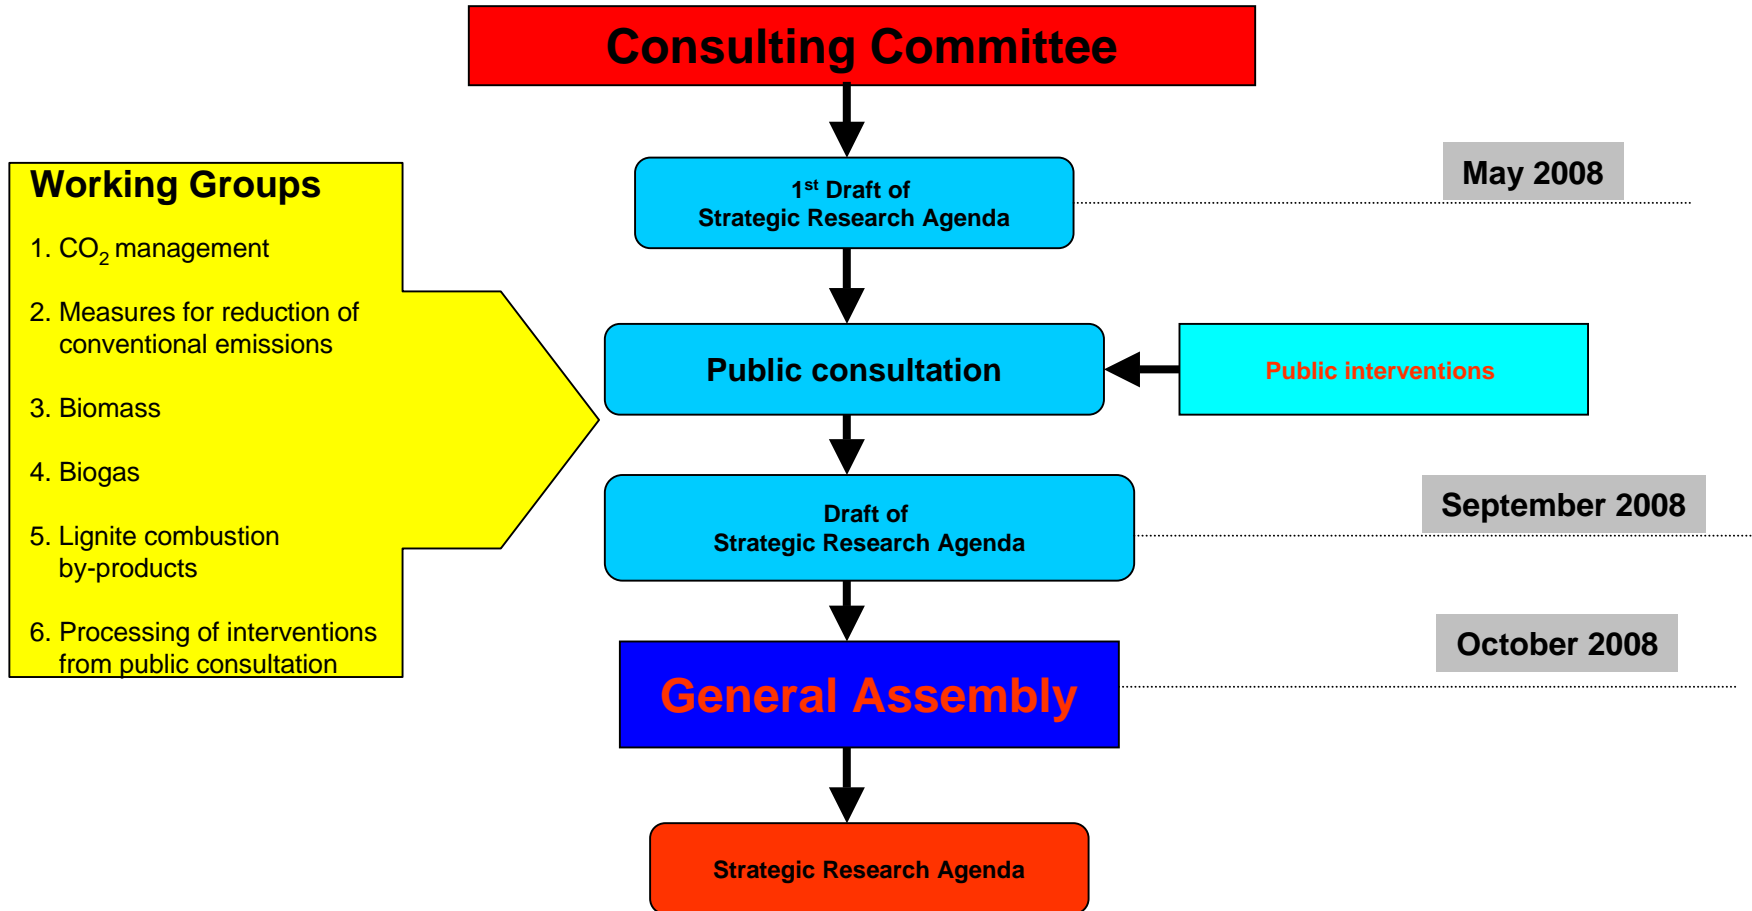 Consulting Committee
Working Groups
1. CO₂ management
2. Measures for reduction of
conventional emissions
3. Biomass
4. Biogas
5. Lignite combustion
by-products
6. Processing of interventions
from public consultation
1st Draft of
Strategic Research Agenda
May 2008
Public consultation
Public interventions
Draft of
Strategic Research Agenda
September 2008
General Assembly
October 2008
Strategic Research Agenda